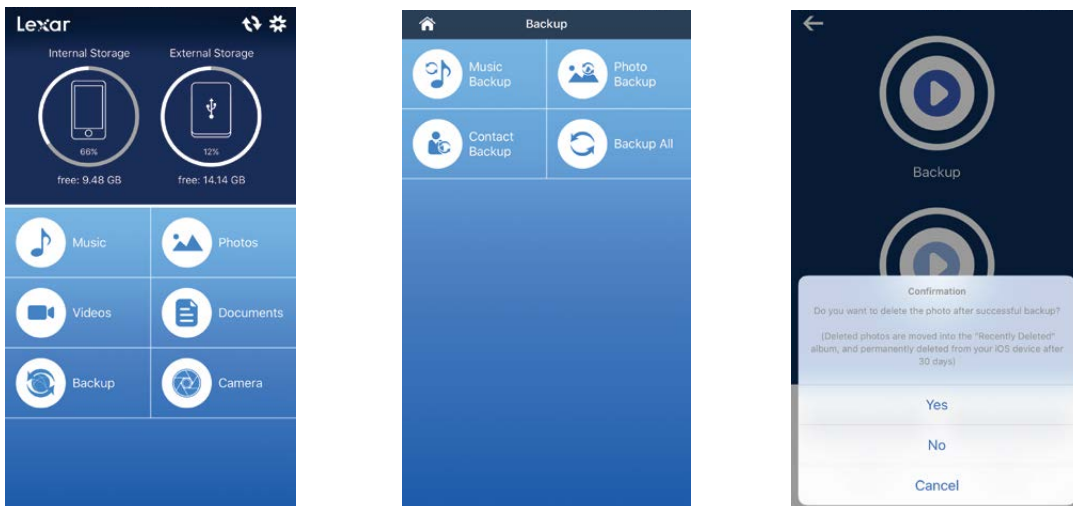 Lexar
Internal Storage
External Storage
66%
12%
free: 9.48 GB
free: 14.14 GB
Music
Photos
Videos
Documents
Backup
Camera
Backup
Music
Backup
Photo
Backup
Contact
Backup
Backup All
Backup
Confirmation
Do you want to delete the photo after successful backup?
(Deleted photos are moved into the "Recently Deleted"
album, and permanently deleted from your iOS device after
30 days)
Yes
No
Cancel